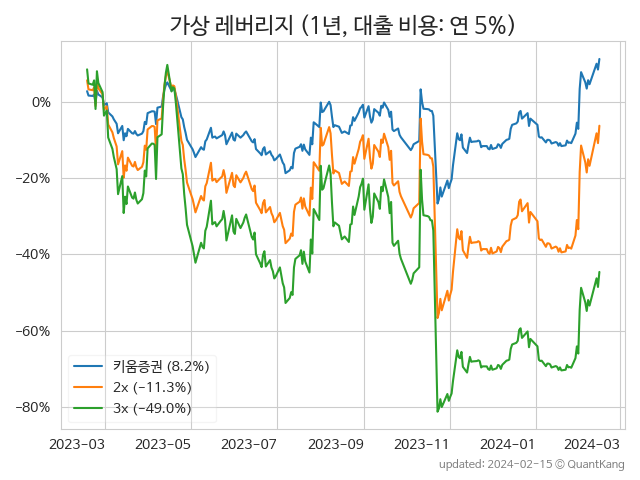 가상 레버리지 (1년, 대출 비용: 연 5%)
0%
−20%
−40%
−60%
−80%
키움증권 (8.2%)
2x (−11.3%)
3x (−49.0%)
2023−03 2023−05 2023−07 2023−09 2023−11 2024−01 2024−03
updated: 2024−02−15 © QuantKang